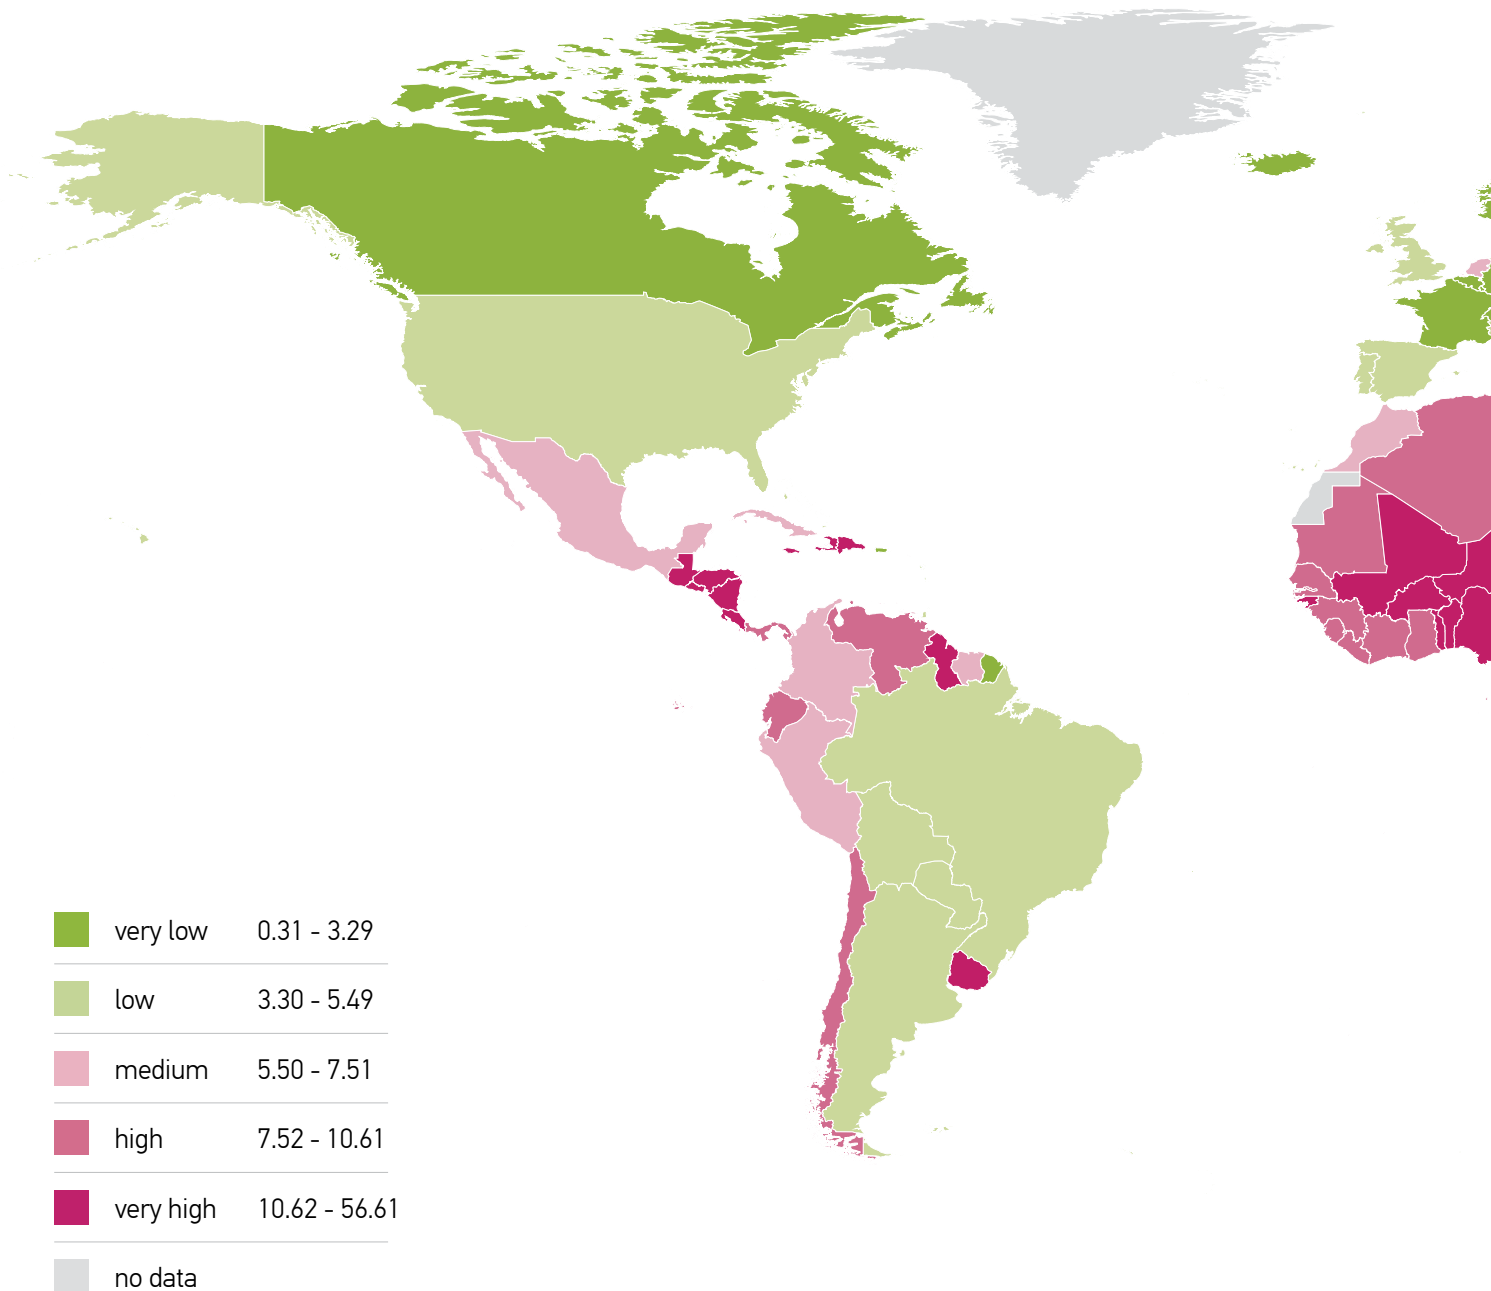 very low 0.31 - 3.29
low 3.30 - 5.49
medium 5.50 - 7.51
high 7.52 - 10.61
very high 10.62 - 56.61
no data